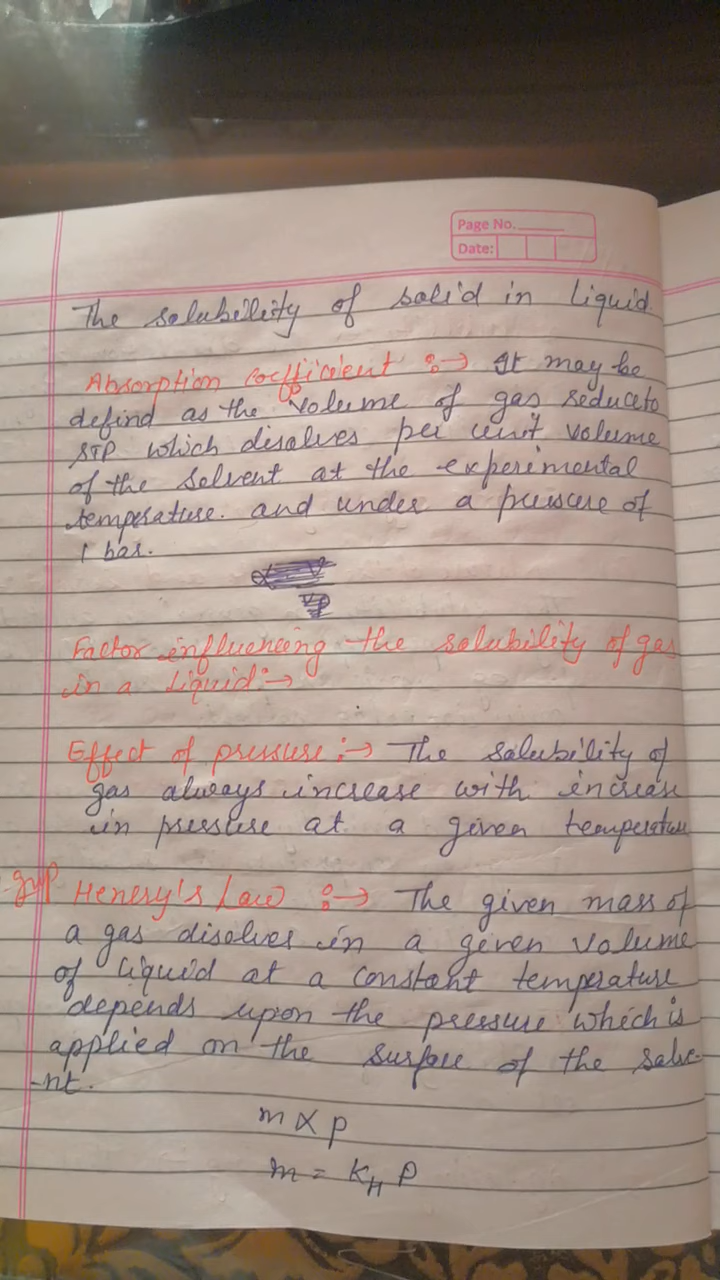 Page No.
Date:
The solubility of solid in liquid.
Absorption coefficient :-> It may be
defind as the volume of gas reduce to
STP which disolves per unit volume
of the solvent at the experimental
temperature. and under a pressure of
1 bar.
Factor influencing the solubility of gas
in a liquid:->
Effect of pressure :-> The solubility of
gas always increase with increase
in pressure at a given temperature
Imp Henery's Law :-> The given mass of
a gas disolves in a given volume
of liquid at a constant temperature
depends upon the pressure which is
applied on the surface of the solve-
-nt.
m ∝ p
m = K_H P